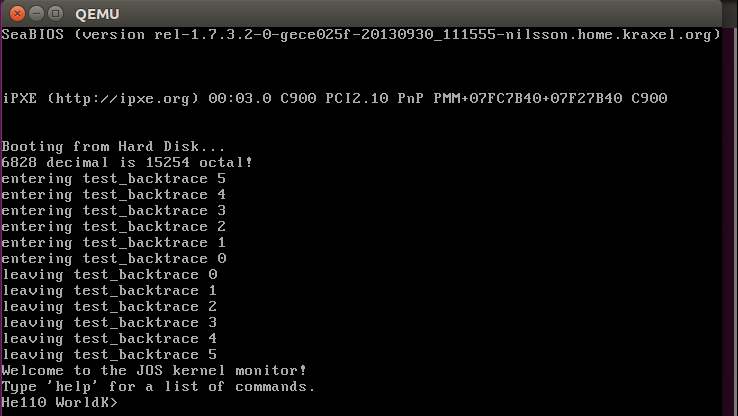 QEMU
SeaBIOS (version rel-1.7.3.2-0-gece025f-20130930_111555-nilsson.home.kraxel.org)
iPXE (http://ipxe.org) 00:03.0 C900 PCI2.10 PnP PMM+07FC7B40+07F27B40 C900
Booting from Hard Disk...
6828 decimal is 15254 octal!
entering test_backtrace 5
entering test_backtrace 4
entering test_backtrace 3
entering test_backtrace 2
entering test_backtrace 1
entering test_backtrace 0
leaving test_backtrace 0
leaving test_backtrace 1
leaving test_backtrace 2
leaving test_backtrace 3
leaving test_backtrace 4
leaving test_backtrace 5
Welcome to the JOS kernel monitor!
Type 'help' for a list of commands.
He110 WorldK>